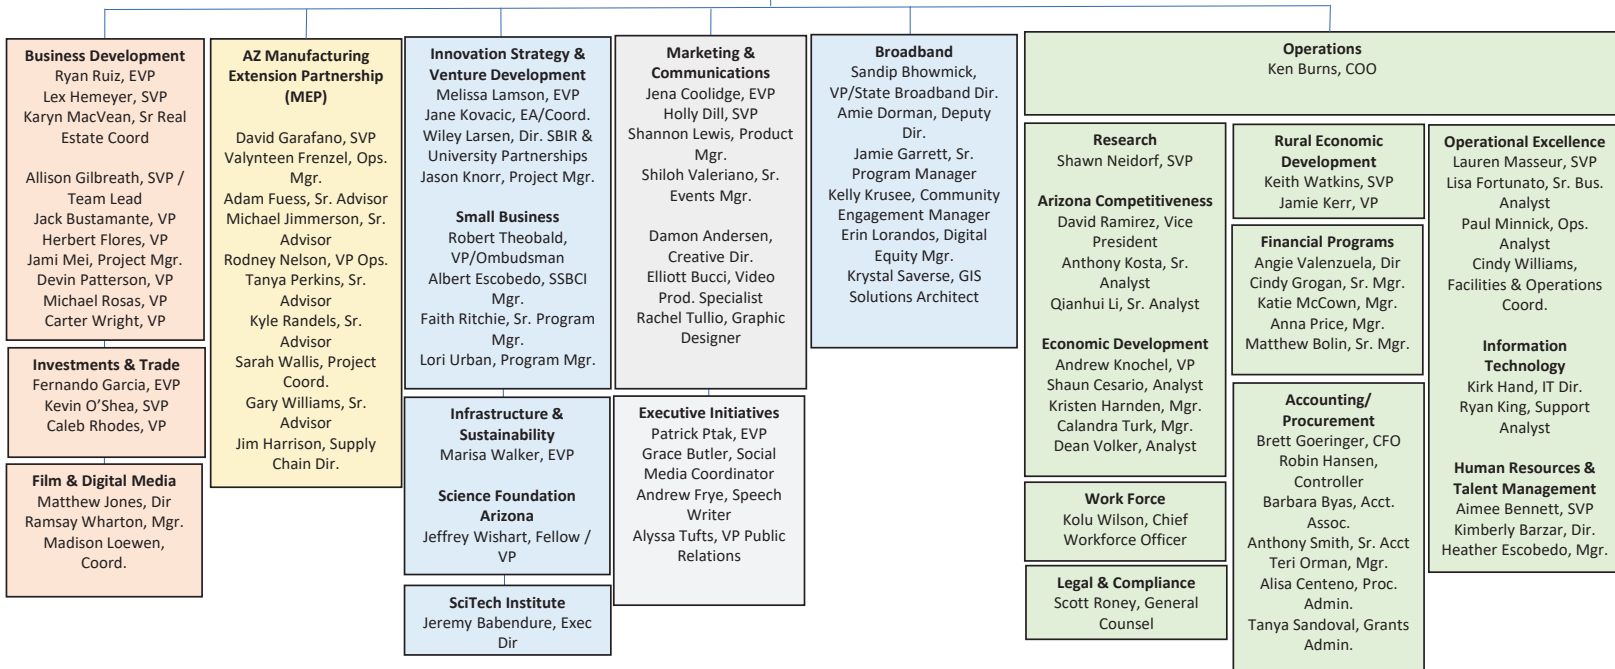 Business Development
Ryan Ruiz, EVP
Lex Hemeyer, SVP
Karyn MacVean, Sr Real
Estate Coord
Allison Gilbreath, SVP /
Team Lead
Jack Bustamante, VP
Herbert Flores, VP
Jami Mei, Project Mgr.
Devin Patterson, VP
Michael Rosas, VP
Carter Wright, VP
Investments & Trade
Fernando Garcia, EVP
Kevin O’Shea, SVP
Caleb Rhodes, VP
Film & Digital Media
Matthew Jones, Dir
Ramsay Wharton, Mgr.
Madison Loewen,
Coord.
AZ Manufacturing
Extension Partnership
(MEP)
David Garafano, SVP
Valynteen Frenzel, Ops.
Mgr.
Adam Fuess, Sr. Advisor
Michael Jimmerson, Sr.
Advisor
Rodney Nelson, VP Ops.
Tanya Perkins, Sr.
Advisor
Kyle Randels, Sr.
Advisor
Sarah Wallis, Project
Coord.
Gary Williams, Sr.
Advisor
Jim Harrison, Supply
Chain Dir.
Innovation Strategy &
Venture Development
Melissa Lamson, EVP
Jane Kovacic, EA/Coord.
Wiley Larsen, Dir. SBIR &
University Partnerships
Jason Knorr, Project Mgr.
Small Business
Robert Theobald,
VP/Ombudsman
Albert Escobedo, SSBCI
Mgr.
Faith Ritchie, Sr. Program
Mgr.
Lori Urban, Program Mgr.
Infrastructure &
Sustainability
Marisa Walker, EVP
Science Foundation
Arizona
Jeffrey Wishart, Fellow /
VP
SciTech Institute
Jeremy Babendure, Exec
Dir
Marketing &
Communications
Jena Coolidge, EVP
Holly Dill, SVP
Shannon Lewis, Product
Mgr.
Shiloh Valeriano, Sr.
Events Mgr.
Damon Andersen,
Creative Dir.
Elliott Bucci, Video
Prod. Specialist
Rachel Tullio, Graphic
Designer
Executive Initiatives
Patrick Ptak, EVP
Grace Butler, Social
Media Coordinator
Andrew Frye, Speech
Writer
Alyssa Tufts, VP Public
Relations
Broadband
Sandip Bhowmick,
VP/State Broadband Dir.
Amie Dorman, Deputy
Dir.
Jamie Garrett, Sr.
Program Manager
Kelly Krusee, Community
Engagement Manager
Erin Lorandos, Digital
Equity Mgr.
Krystal Saverse, GIS
Solutions Architect
Operations
Ken Burns, COO
Research
Shawn Neidorf, SVP
Arizona Competitiveness
David Ramirez, Vice
President
Anthony Kosta, Sr.
Analyst
Qianhui Li, Sr. Analyst
Economic Development
Andrew Knochel, VP
Shaun Cesario, Analyst
Kristen Harnden, Mgr.
Calandra Turk, Mgr.
Dean Volker, Analyst
Work Force
Kolu Wilson, Chief
Workforce Officer
Legal & Compliance
Scott Roney, General
Counsel
Rural Economic
Development
Keith Watkins, SVP
Jamie Kerr, VP
Financial Programs
Angie Valenzuela, Dir
Cindy Grogan, Sr. Mgr.
Katie McCown, Mgr.
Anna Price, Mgr.
Matthew Bolin, Sr. Mgr.
Accounting/
Procurement
Brett Goeringer, CFO
Robin Hansen,
Controller
Barbara Byas, Acct.
Assoc.
Anthony Smith, Sr. Acct
Teri Orman, Mgr.
Alisa Centeno, Proc.
Admin.
Tanya Sandoval, Grants
Admin.
Operational Excellence
Lauren Masseur, SVP
Lisa Fortunato, Sr. Bus.
Analyst
Paul Minnick, Ops.
Analyst
Cindy Williams,
Facilities & Operations
Coord.
Information
Technology
Kirk Hand, IT Dir.
Ryan King, Support
Analyst
Human Resources &
Talent Management
Aimee Bennett, SVP
Kimberly Barzar, Dir.
Heather Escobedo, Mgr.